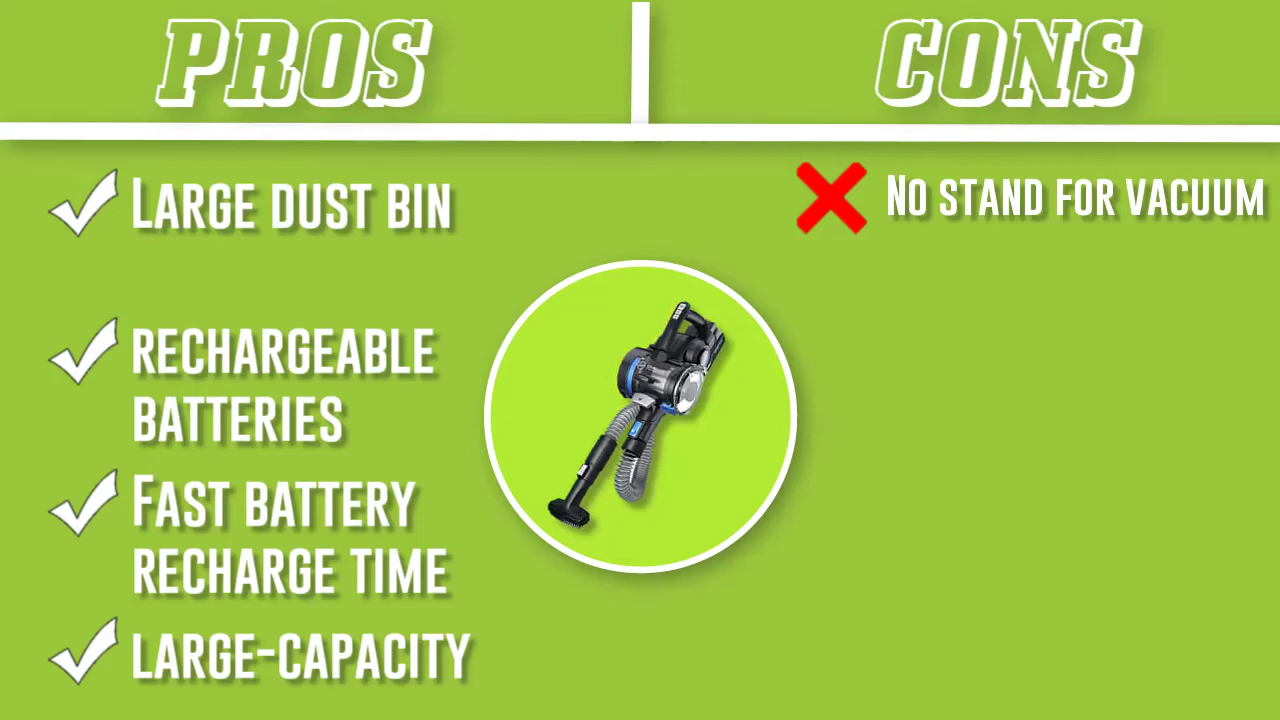 PROS
CONS
LARGE DUST BIN
RECHARGEABLE
BATTERIES
FAST BATTERY
RECHARGE TIME
LARGE-CAPACITY
NO STAND FOR VACUUM